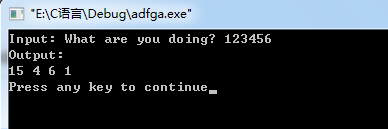 "E:\C语言\Debug\adfga.exe"
Input: What are you doing? 123456
Output:
15 4 6 1
Press any key to continue